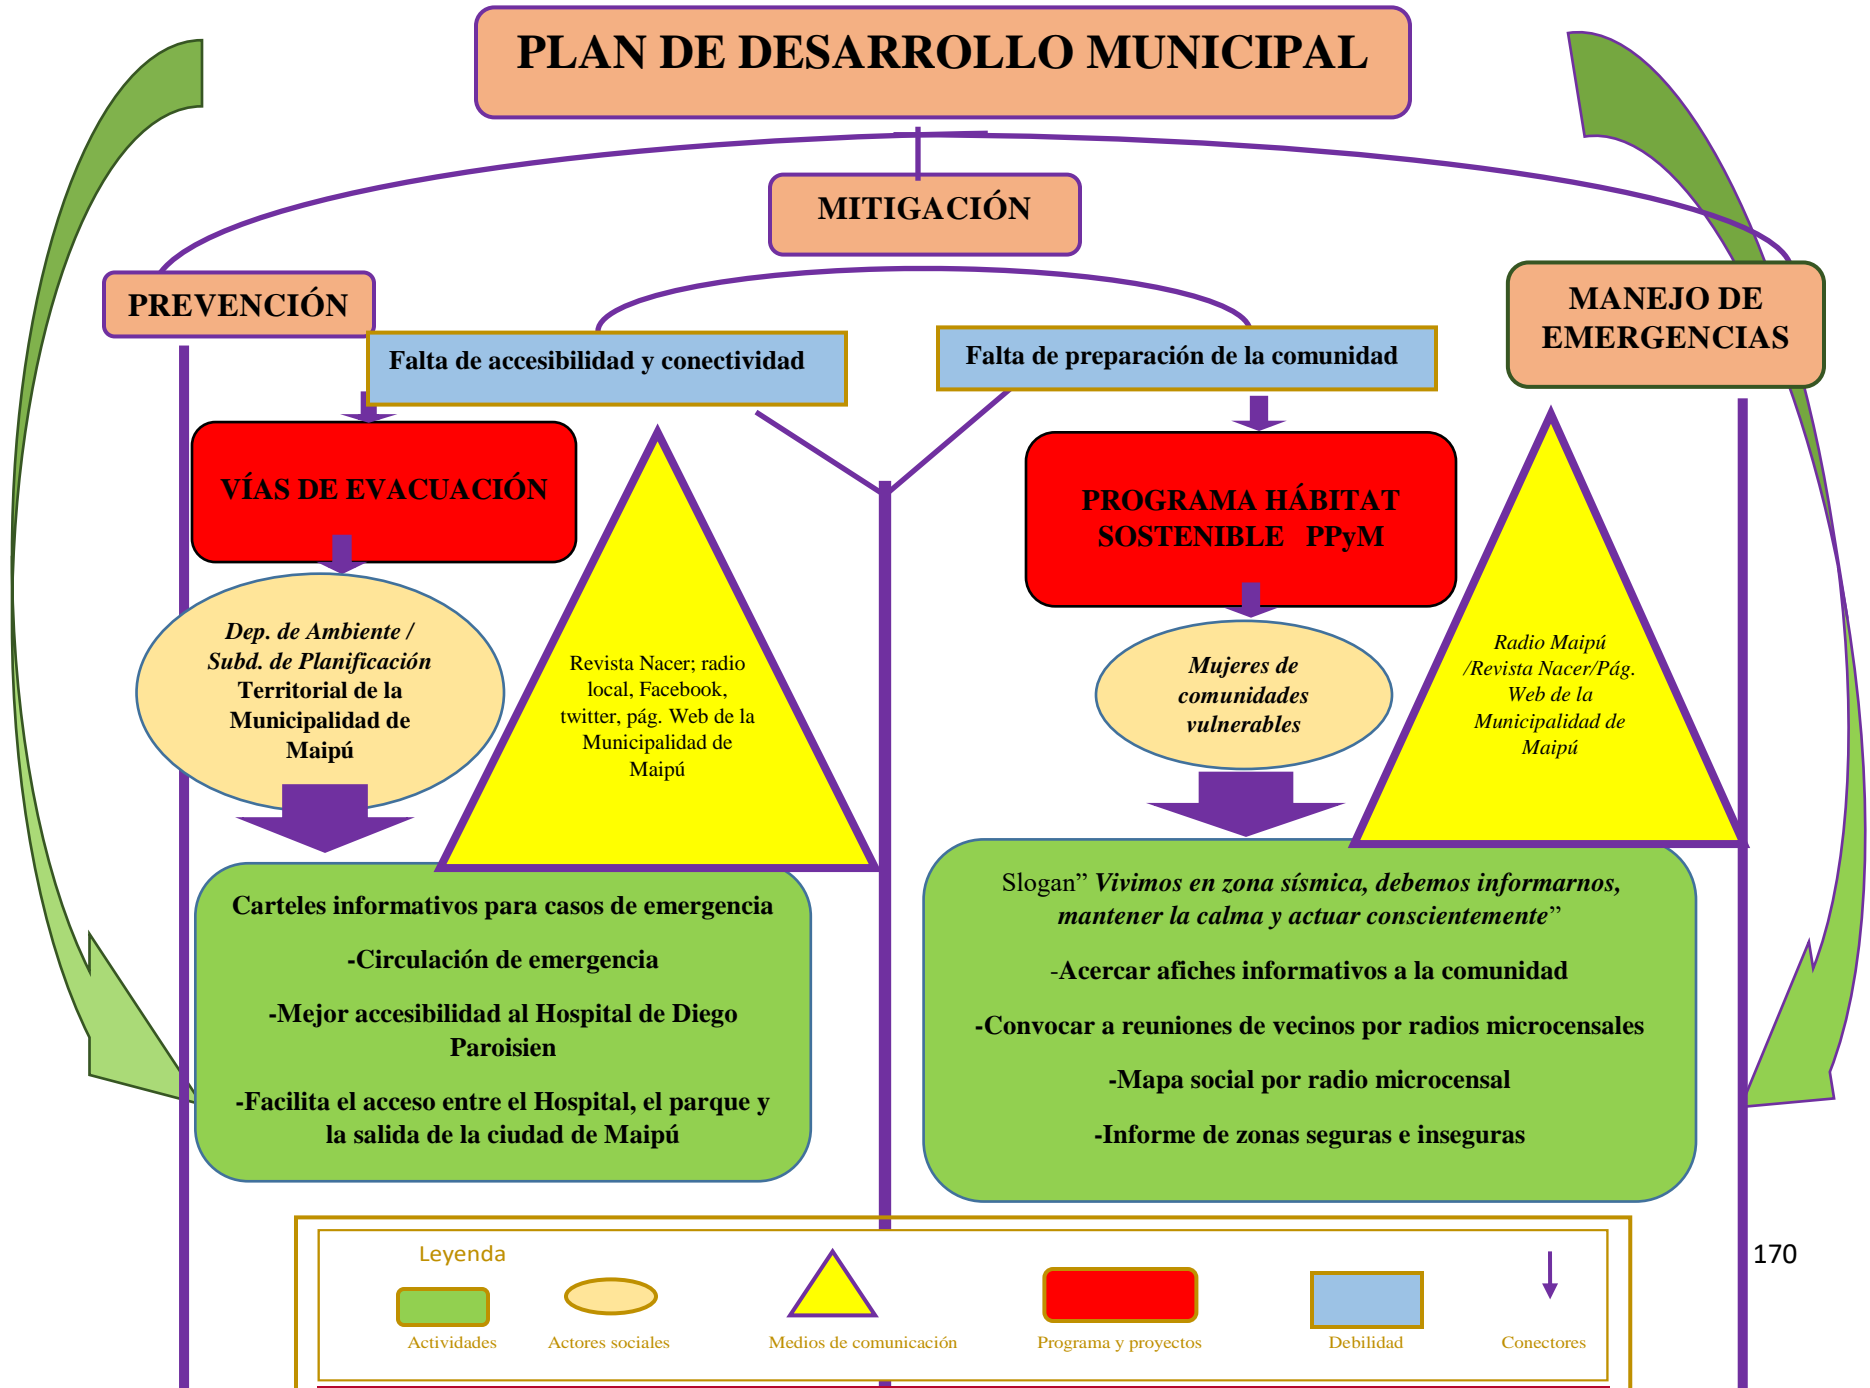 PLAN DE DESARROLLO MUNICIPAL
MITIGACIÓN
PREVENCIÓN
MANEJO DE
EMERGENCIAS
Falta de accesibilidad y conectividad
Falta de preparación de la comunidad
VÍAS DE EVACUACIÓN
PROGRAMA HÁBITAT
SOSTENIBLE PPyM
Dep. de Ambiente /
Subd. de Planificación
Territorial de la
Municipalidad de
Maipú
Revista Nacer; radio
local, Facebook,
twitter, pág. Web de la
Municipalidad de
Maipú
Mujeres de
comunidades
vulnerables
Radio Maipú
/Revista Nacer/Pág.
Web de la
Municipalidad de
Maipú
Carteles informativos para casos de emergencia
-Circulación de emergencia
-Mejor accesibilidad al Hospital de Diego
Paroisien
-Facilita el acceso entre el Hospital, el parque y
la salida de la ciudad de Maipú
Slogan” Vivimos en zona sísmica, debemos informarnos,
mantener la calma y actuar conscientemente”
-Acercar afiches informativos a la comunidad
-Convocar a reuniones de vecinos por radios microcensales
-Mapa social por radio microcensal
-Informe de zonas seguras e inseguras
Leyenda
170
Actividades
Actores sociales
Medios de comunicación
Programa y proyectos
Debilidad
Conectores